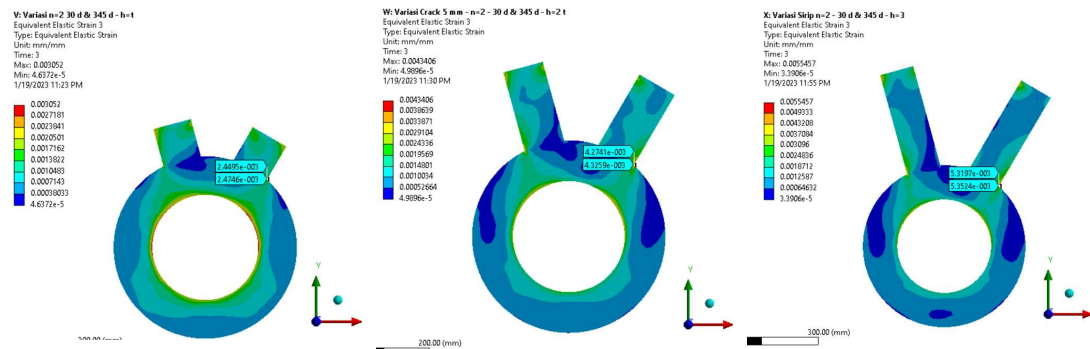 V: Variasi n=2 30 d & 345 d - h=t
Equivalent Elastic Strain 3
Type: Equivalent Elastic Strain
Unit: mm/mm
Time: 3
Max: 0.003052
Min: 4.6372e-5
1/19/2023 11:23 PM
0.003052
0.0027181
0.0023841
0.0020501
0.0017162
0.0013822
0.0010483
0.0007143
0.00038033
4.6372e-5
2.4495e-003
2.4746e-003
Y
W: Variasi Crack 5 mm - n=2 - 30 d & 345 d - h=2 t
Equivalent Elastic Strain 3
Type: Equivalent Elastic Strain
Unit: mm/mm
Time: 3
Max: 0.0043406
Min: 4.9896e-5
1/19/2023 11:30 PM
0.0043406
0.0038639
0.0033871
0.0029104
0.0024336
0.0019569
0.0014801
0.0010034
0.00052664
4.9896e-5
4.2741e-003
4.3259e-003
Y
200.00 (mm)
X: Variasi Sirip n=2 - 30 d & 345 d - h=3
Equivalent Elastic Strain 3
Type: Equivalent Elastic Strain
Unit: mm/mm
Time: 3
Max: 0.0055457
Min: 3.3906e-5
1/19/2023 11:55 PM
0.0055457
0.0049333
0.0043208
0.0037084
0.003096
0.0024836
0.0018712
0.0012587
0.00064632
3.3906e-5
5.3197e-003
5.3524e-003
Y
300.00 (mm)